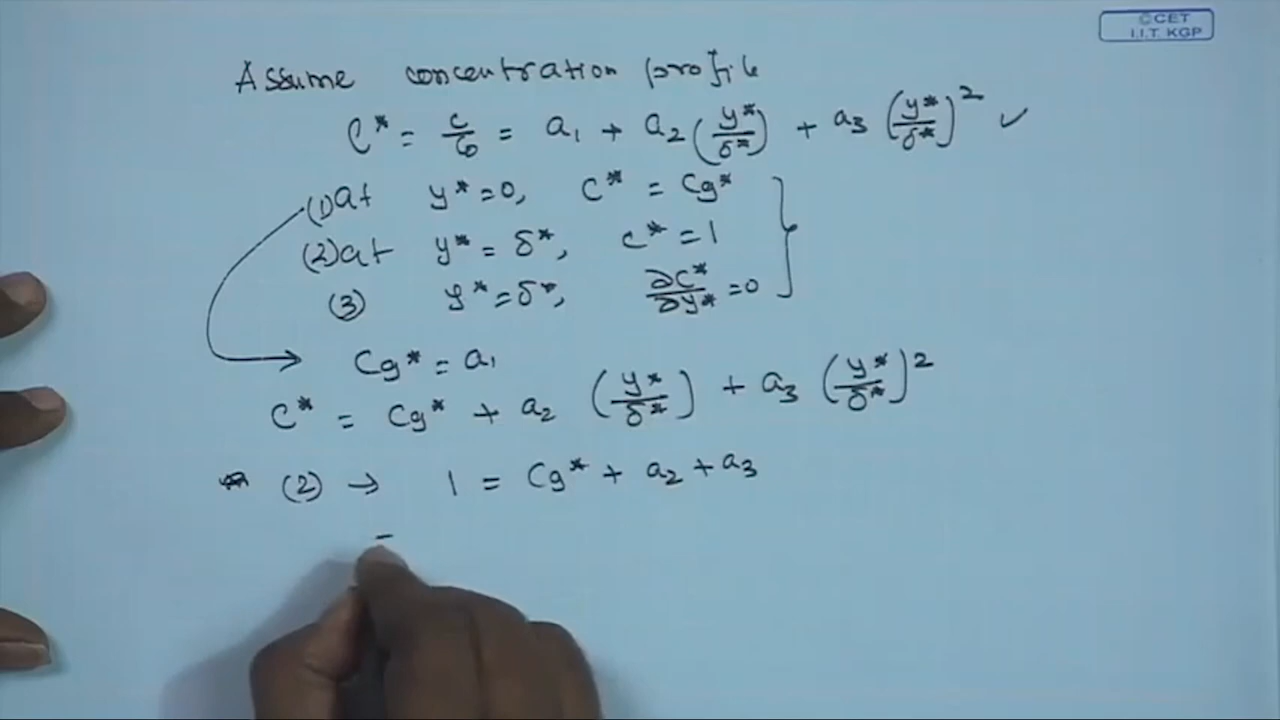 ©CET
I.I.T. KGP
Assume concentration profile
C* = c/c₀ = a₁ + a₂ (y*/δ*) + a₃ (y*/δ*)² ✓
(1) at y* = 0, C* = Cg*
(2) at y* = δ*, c* = 1
(3) y* = δ*, ∂C*/∂y* = 0
Cg* = a₁
C* = Cg* + a₂ (y*/δ*) + a₃ (y*/δ*)²
(2) → 1 = Cg* + a₂ + a₃